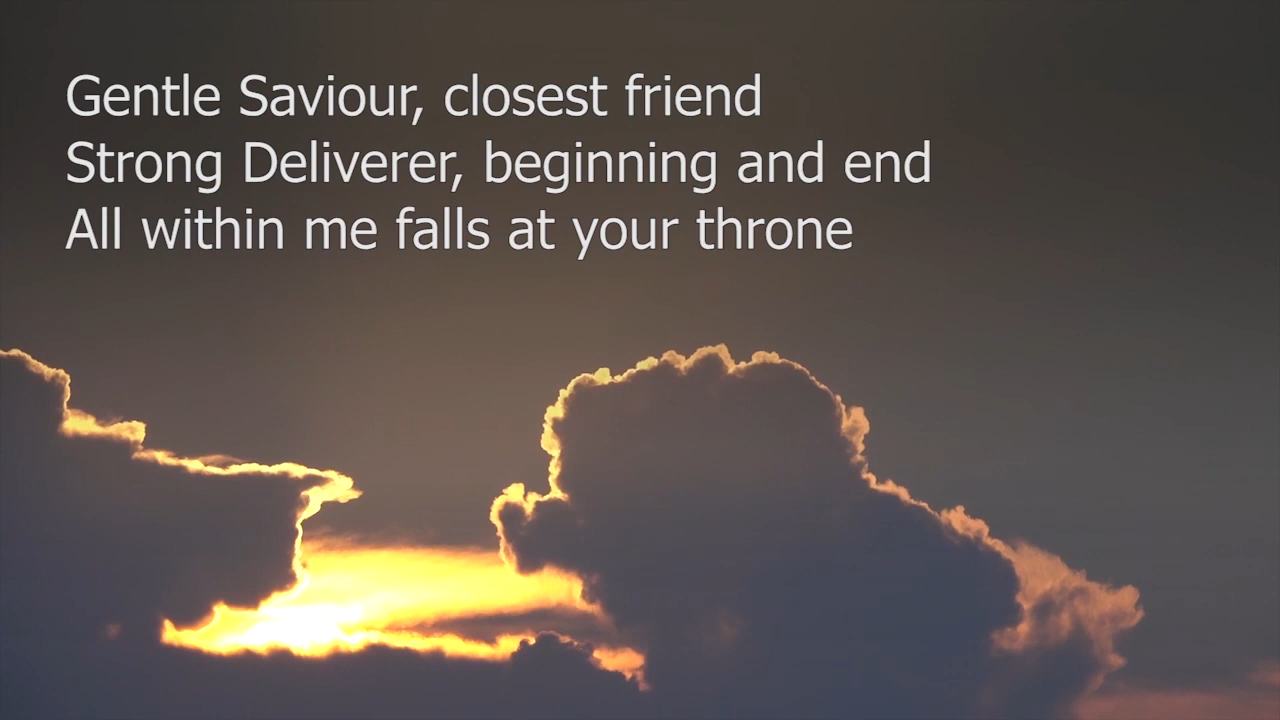 Gentle Saviour, closest friend
Strong Deliverer, beginning and end
All within me falls at your throne